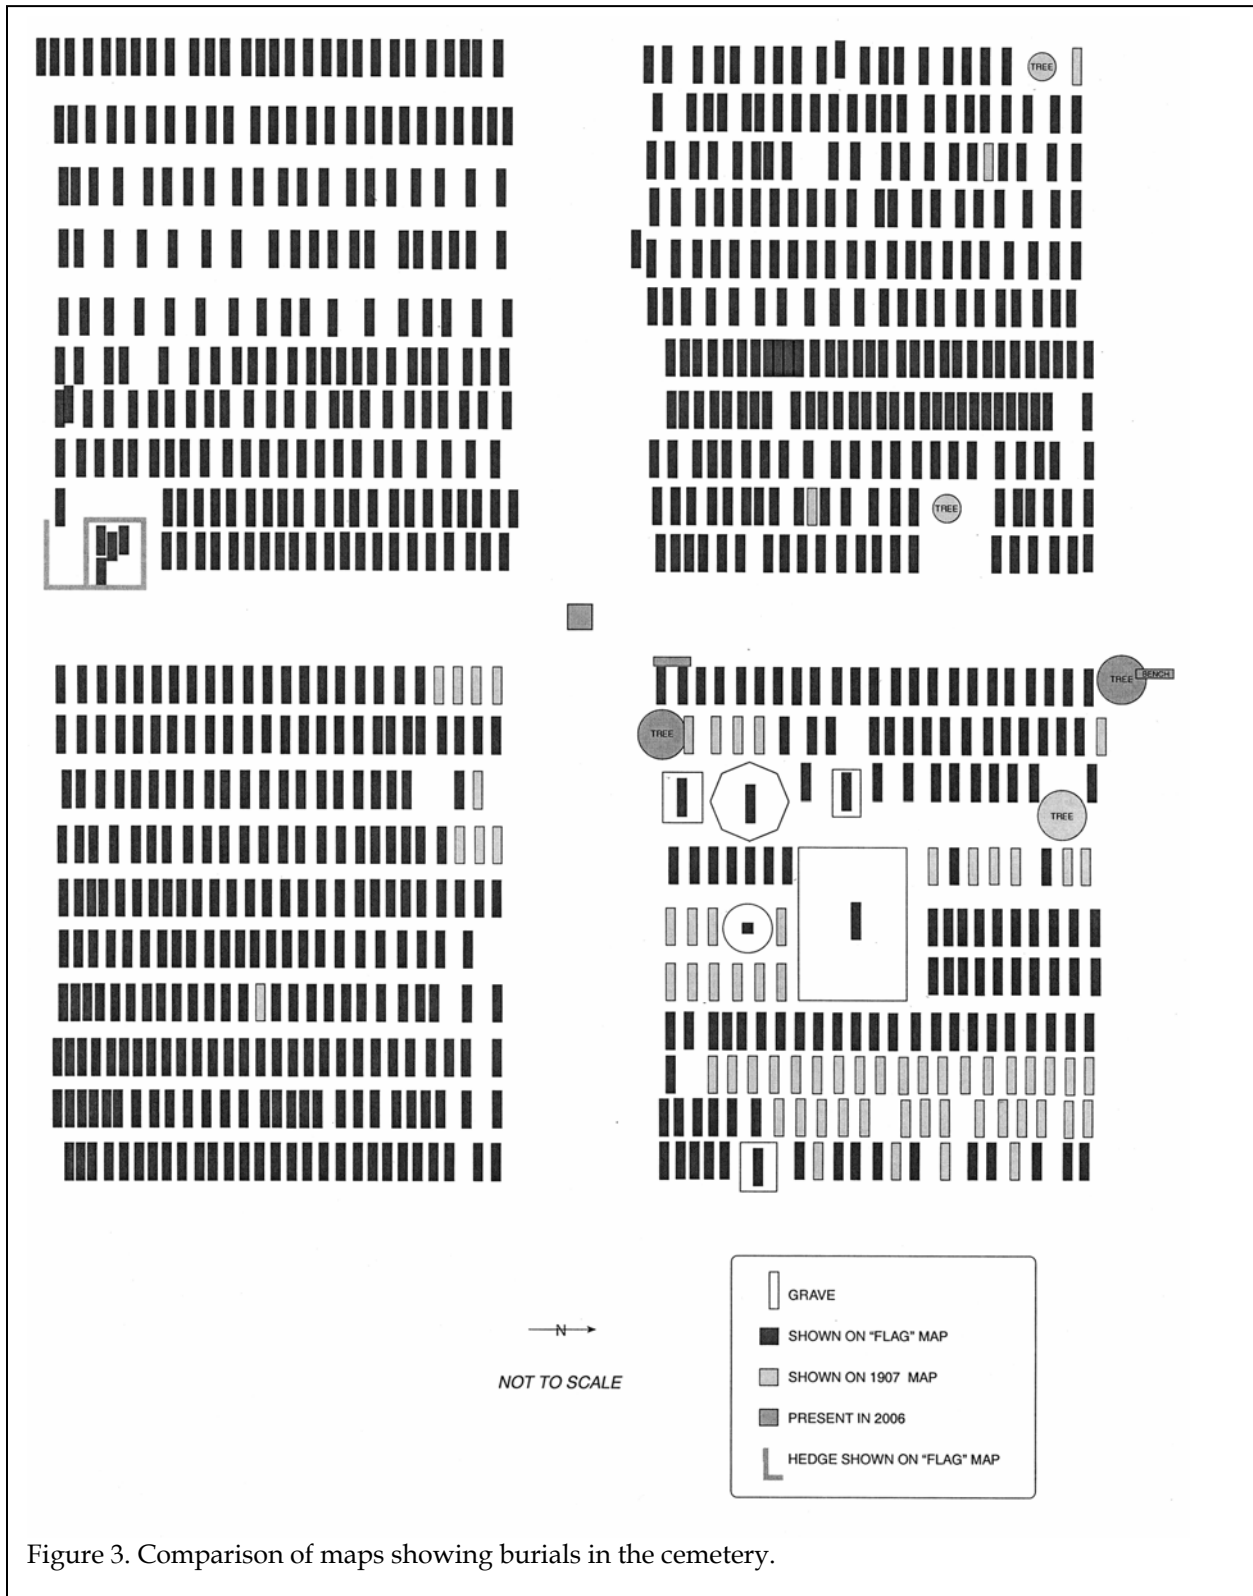 TREE
TREE
TREE
BENCH
TREE
TREE
GRAVE
SHOWN ON "FLAG" MAP
N
SHOWN ON 1907 MAP
NOT TO SCALE
PRESENT IN 2006
HEDGE SHOWN ON "FLAG" MAP
Figure 3. Comparison of maps showing burials in the cemetery.